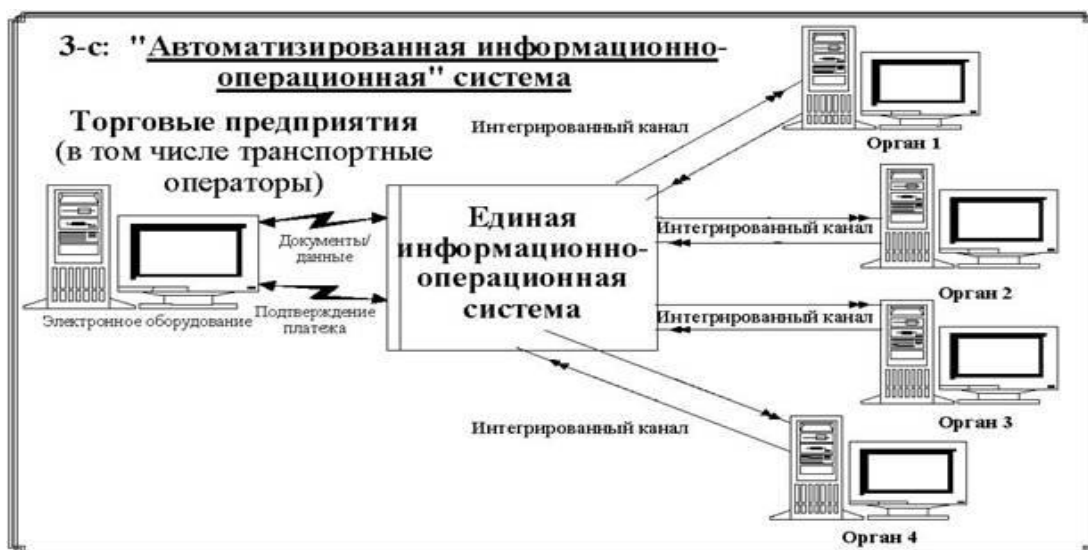 3-с: "Автоматизированная информационно-
операционная" система
Торговые предприятия
(в том числе транспортные
операторы)
Электронное оборудование
Документы/
данные
Подтверждение
платежа
Единая
информационно-
операционная
система
Интегрированный канал
Орган 1
Интегрированный канал
Орган 2
Интегрированный канал
Орган 3
Интегрированный канал
Орган 4